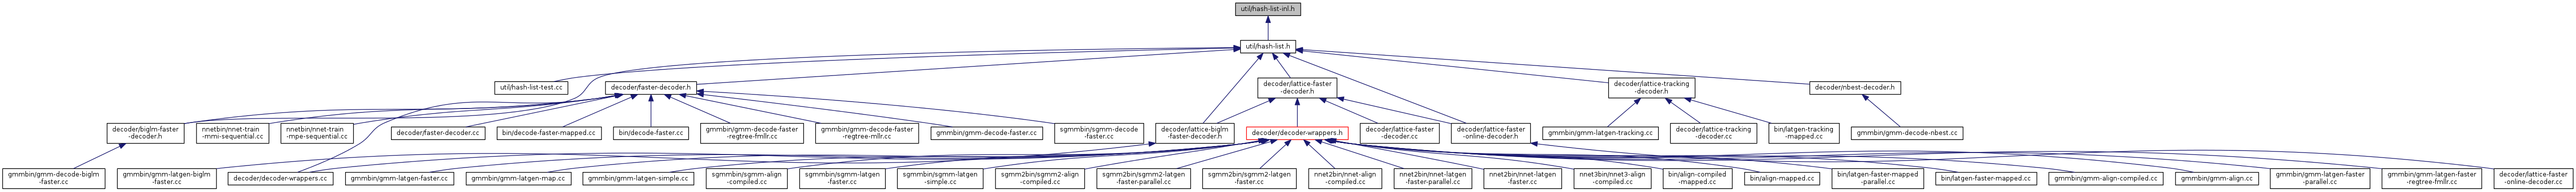 util/hash-list-inl.h
util/hash-list.h
util/hash-list-test.cc
decoder/faster-decoder.h
decoder/lattice-faster
-decoder.h
decoder/lattice-tracking
-decoder.h
decoder/nbest-decoder.h
decoder/biglm-faster
-decoder.h
nnetbin/nnet-train
-mmi-sequential.cc
nnetbin/nnet-train
-mpe-sequential.cc
decoder/faster-decoder.cc
bin/decode-faster-mapped.cc
bin/decode-faster.cc
gmmbin/gmm-decode-faster
-regtree-fmllr.cc
gmmbin/gmm-decode-faster
-regtree-mllr.cc
gmmbin/gmm-decode-faster.cc
sgmmbin/sgmm-decode
-faster.cc
decoder/lattice-biglm
-faster-decoder.h
decoder/decoder-wrappers.h
decoder/lattice-faster
-decoder.cc
decoder/lattice-faster
-online-decoder.h
gmmbin/gmm-latgen-tracking.cc
decoder/lattice-tracking
-decoder.cc
bin/latgen-tracking
-mapped.cc
gmmbin/gmm-decode-nbest.cc
gmmbin/gmm-decode-biglm
-faster.cc
gmmbin/gmm-latgen-biglm
-faster.cc
decoder/decoder-wrappers.cc
gmmbin/gmm-latgen-faster.cc
gmmbin/gmm-latgen-map.cc
gmmbin/gmm-latgen-simple.cc
sgmmbin/sgmm-align
-compiled.cc
sgmmbin/sgmm-latgen
-faster.cc
sgmmbin/sgmm-latgen
-simple.cc
sgmm2bin/sgmm2-align
-compiled.cc
sgmm2bin/sgmm2-latgen
-faster-parallel.cc
sgmm2bin/sgmm2-latgen
-faster.cc
nnet2bin/nnet-align
-compiled.cc
nnet2bin/nnet-latgen
-faster-parallel.cc
nnet2bin/nnet-latgen
-faster.cc
nnet3bin/nnet3-align
-compiled.cc
bin/align-compiled
-mapped.cc
bin/align-mapped.cc
bin/latgen-faster-mapped
-parallel.cc
bin/latgen-faster-mapped.cc
gmmbin/gmm-align-compiled.cc
gmmbin/gmm-align.cc
gmmbin/gmm-latgen-faster
-parallel.cc
gmmbin/gmm-latgen-faster
-regtree-fmllr.cc
decoder/lattice-faster
-online-decoder.cc